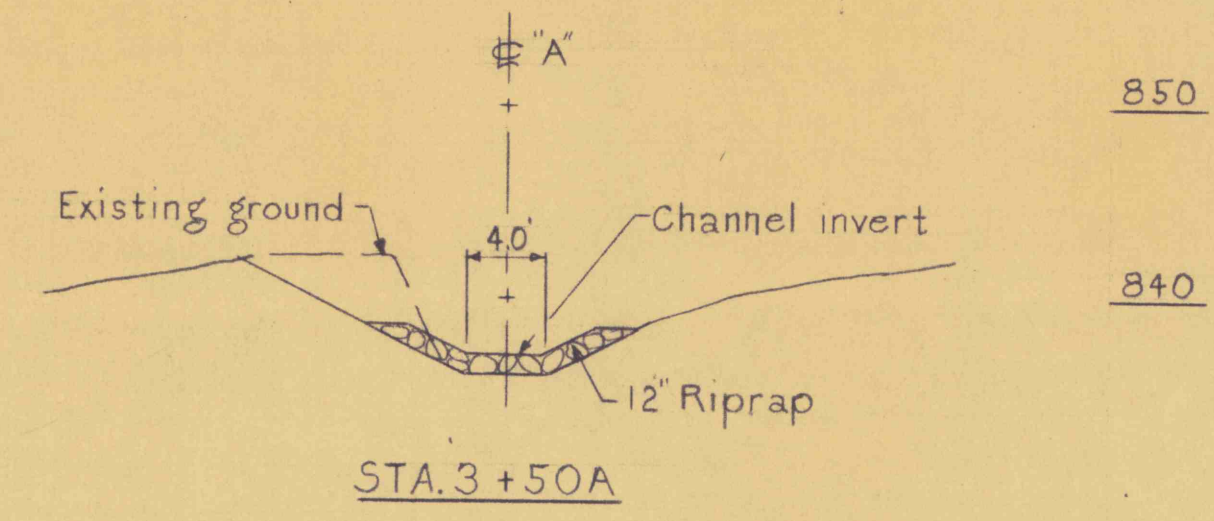 ℄ "A"
850
Existing ground
4.0'
Channel invert
840
12" Riprap
STA. 3 + 50A